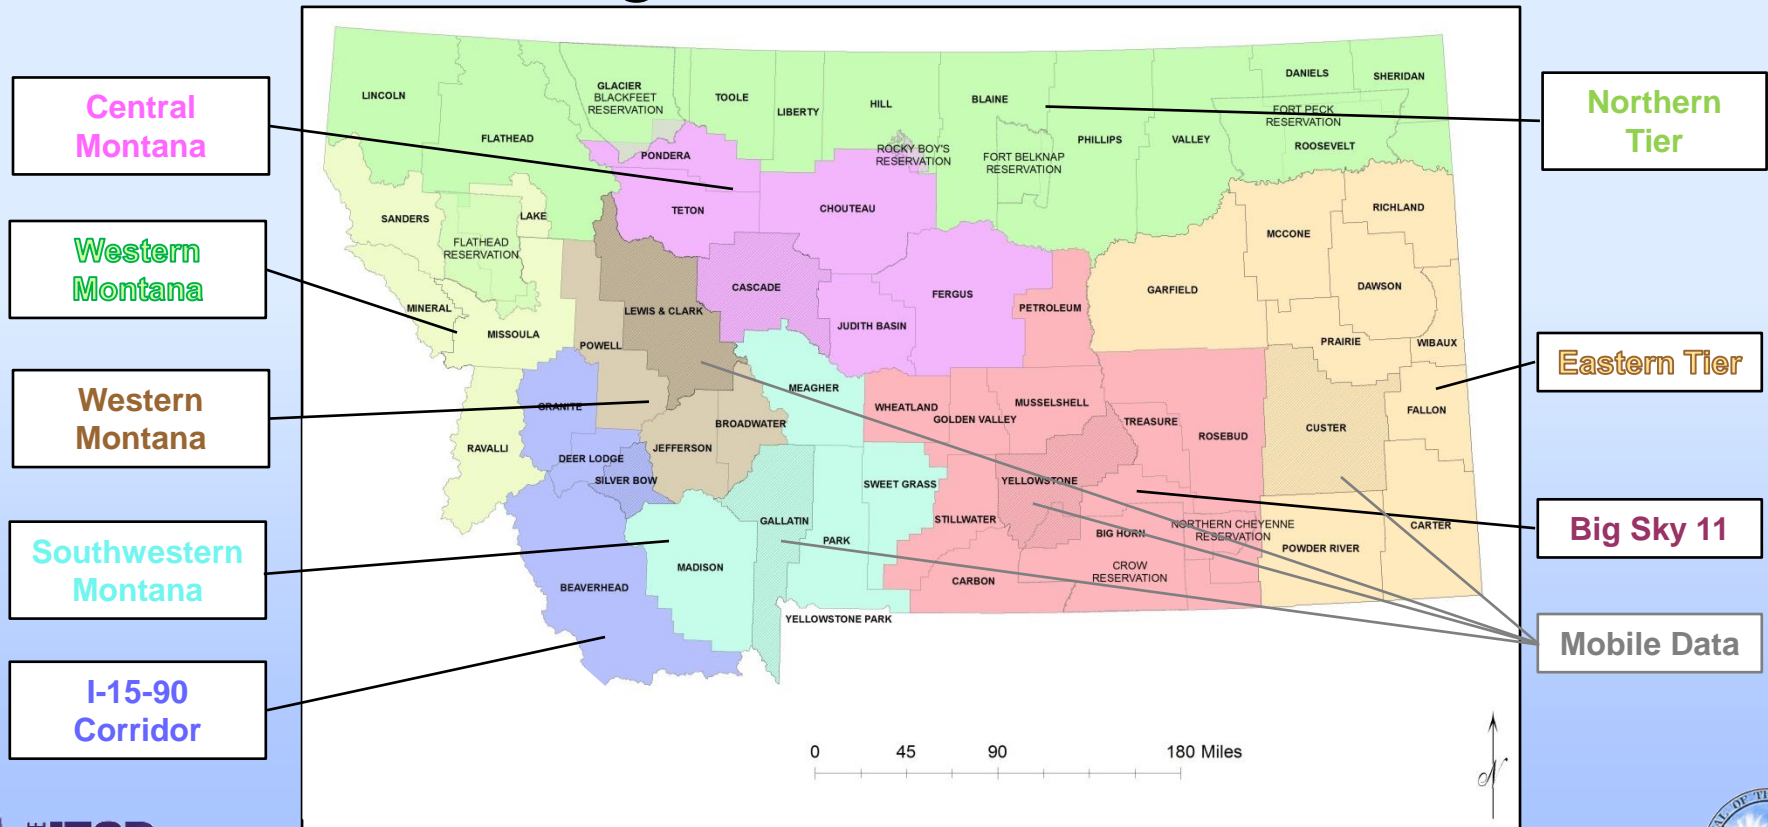 Central
Montana
Western
Montana
Western
Montana
Southwestern
Montana
I-15-90
Corridor
LINCOLN
FLATHEAD
GLACIER
BLACKFEET
RESERVATION
TOOLE
LIBERTY
HILL
BLAINE
PHILLIPS
VALLEY
DANIELS
SHERIDAN
FORT PECK
RESERVATION
ROOSEVELT
ROCKY BOY'S
RESERVATION
FORT BELKNAP
RESERVATION
PONDERA
TETON
CHOUTEAU
SANDERS
LAKE
FLATHEAD
RESERVATION
MINERAL
MISSOULA
LEWIS & CLARK
POWELL
CASCADE
JUDITH BASIN
FERGUS
PETROLEUM
GARFIELD
MCCONE
RICHLAND
DAWSON
PRAIRIE
WIBAUX
GRANITE
RAVALLI
DEER LODGE
SILVER BOW
JEFFERSON
BROADWATER
MEAGHER
WHEATLAND
GOLDEN VALLEY
MUSSELSHELL
TREASURE
ROSEBUD
CUSTER
FALLON
SWEET GRASS
YELLOWSTONE
STILLWATER
GALLATIN
PARK
MADISON
BEAVERHEAD
CARBON
BIG HORN
CROW
RESERVATION
NORTHERN CHEYENNE
RESERVATION
POWDER RIVER
CARTER
YELLOWSTONE PARK
0 45 90 180 Miles
N
Northern
Tier
Eastern Tier
Big Sky 11
Mobile Data